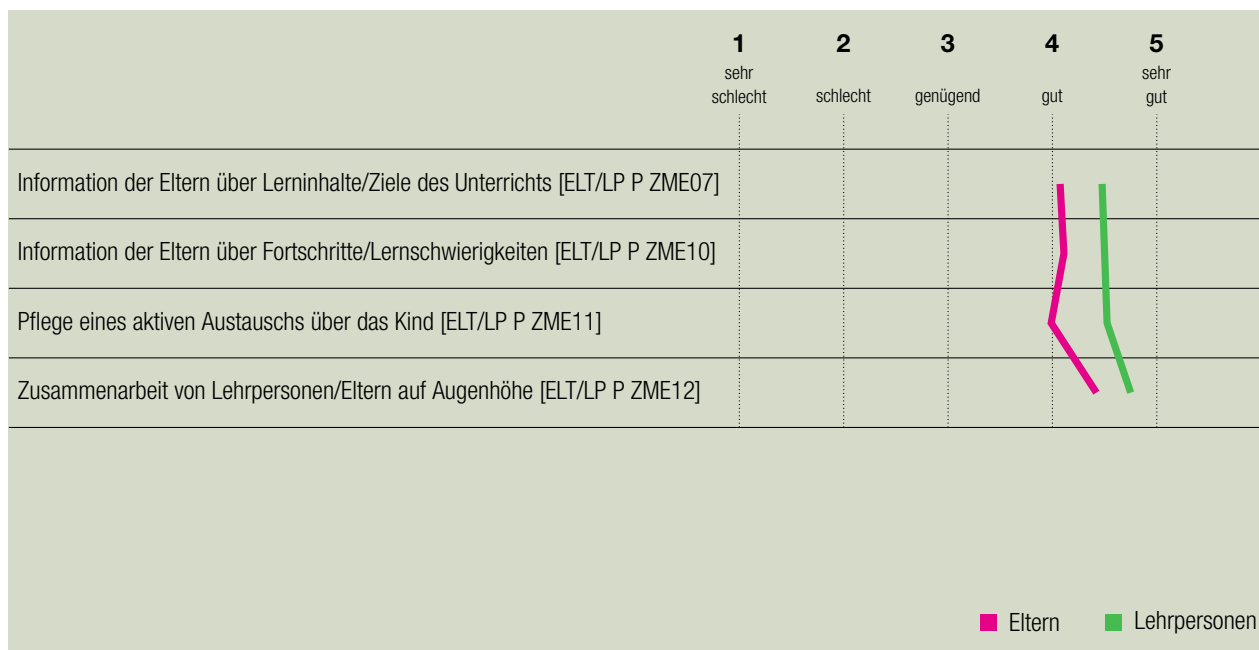 1 2 3 4 5
sehr sehr
schlecht schlecht genügend gut gut
Information der Eltern über Lerninhalte/Ziele des Unterrichts [ELT/LP P ZME07]
Information der Eltern über Fortschritte/Lernschwierigkeiten [ELT/LP P ZME10]
Pflege eines aktiven Austauschs über das Kind [ELT/LP P ZME11]
Zusammenarbeit von Lehrpersonen/Eltern auf Augenhöhe [ELT/LP P ZME12]
Eltern Lehrpersonen